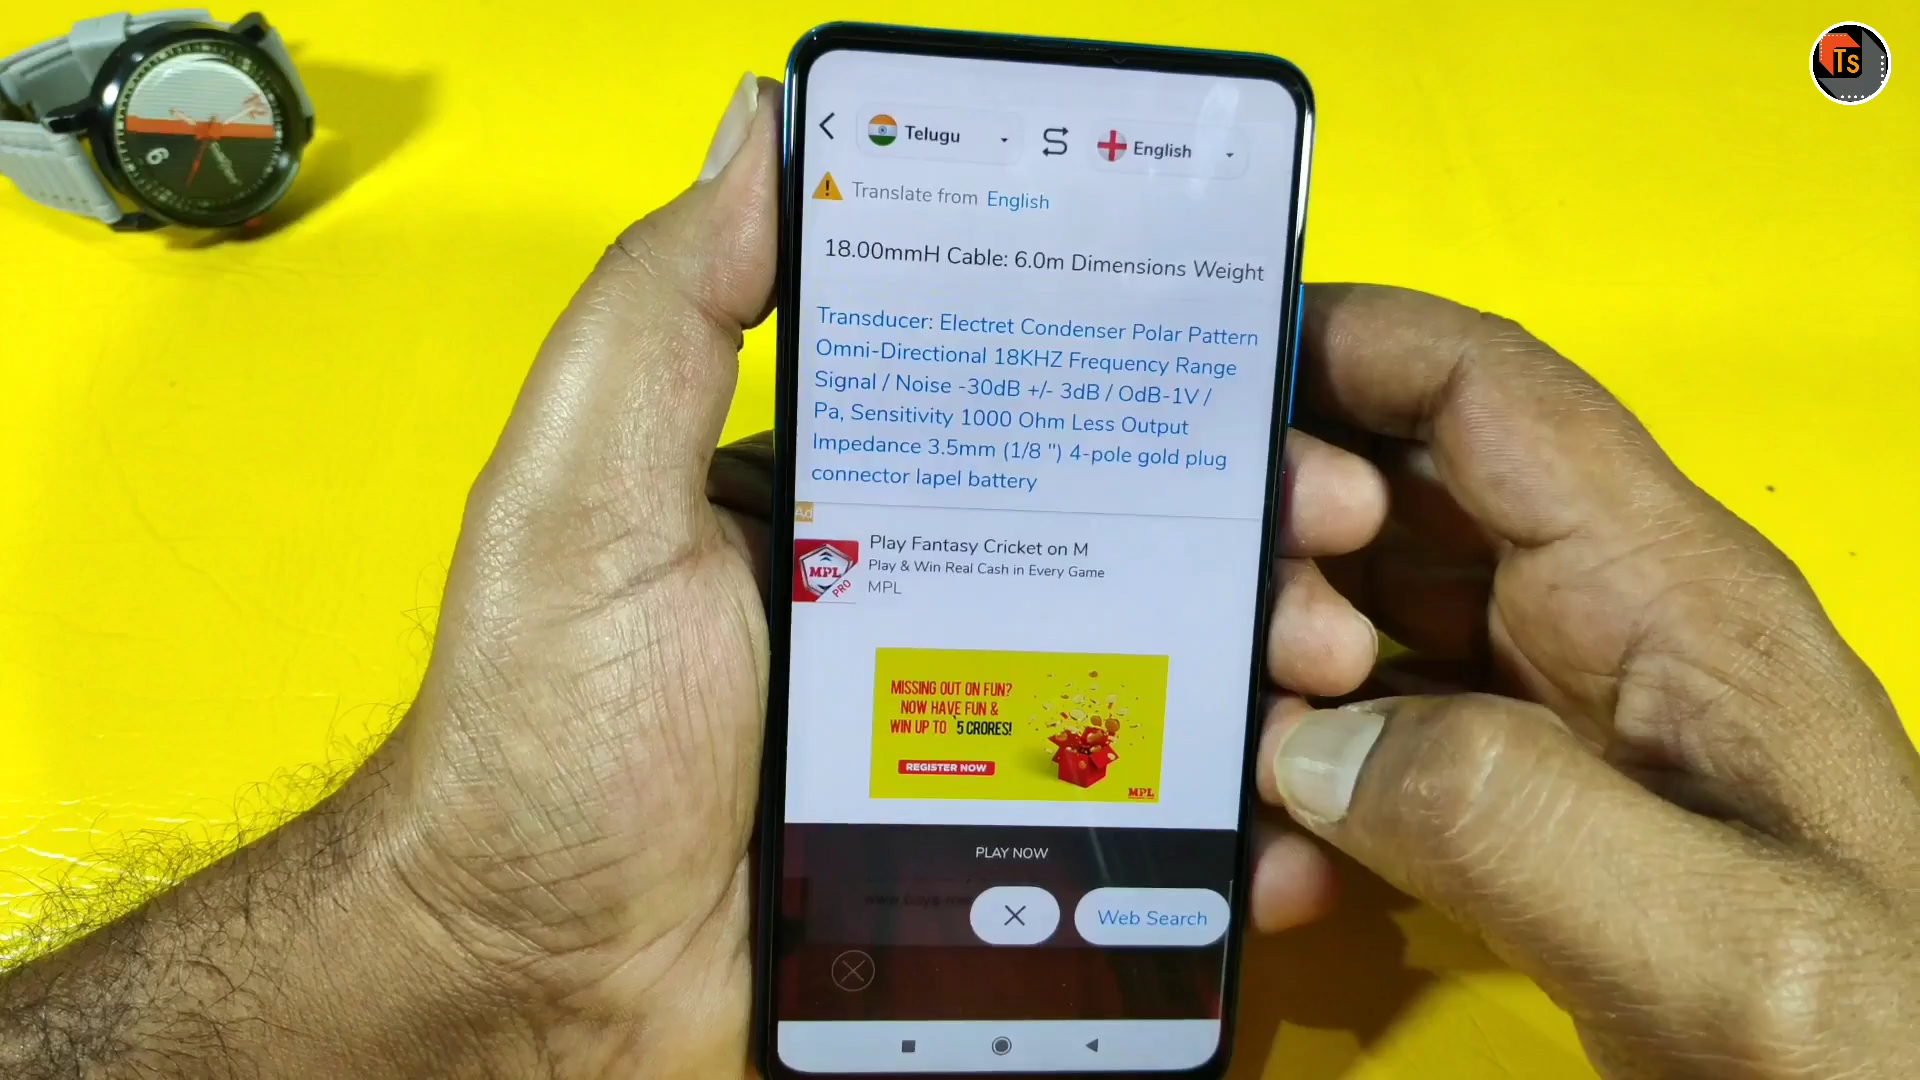 Ts
6
Telugu
English
Translate from English
18.00mmH Cable: 6.0m Dimensions Weight
Transducer: Electret Condenser Polar Pattern
Omni-Directional 18KHZ Frequency Range
Signal / Noise -30dB +/- 3dB / OdB-1V /
Pa, Sensitivity 1000 Ohm Less Output
Impedance 3.5mm (1/8 ") 4-pole gold plug
connector lapel battery
Ad
Play Fantasy Cricket on M
Play & Win Real Cash in Every Game
MPL
MPL
PRO
MISSING OUT ON FUN?
NOW HAVE FUN &
WIN UP TO 5 CRORES!
REGISTER NOW
MPL
PLAY NOW
Web Search